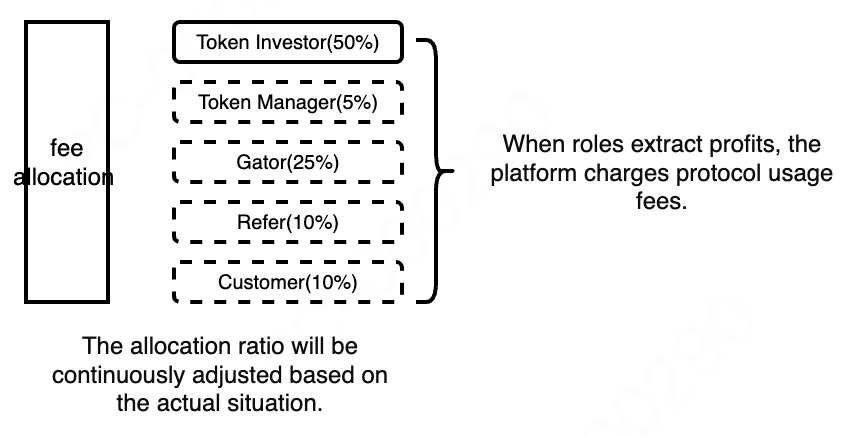 fee
allocation
Token Investor(50%)
Token Manager(5%)
Gator(25%)
Refer(10%)
Customer(10%)
When roles extract profits, the
platform charges protocol usage
fees.
The allocation ratio will be
continuously adjusted based on
the actual situation.